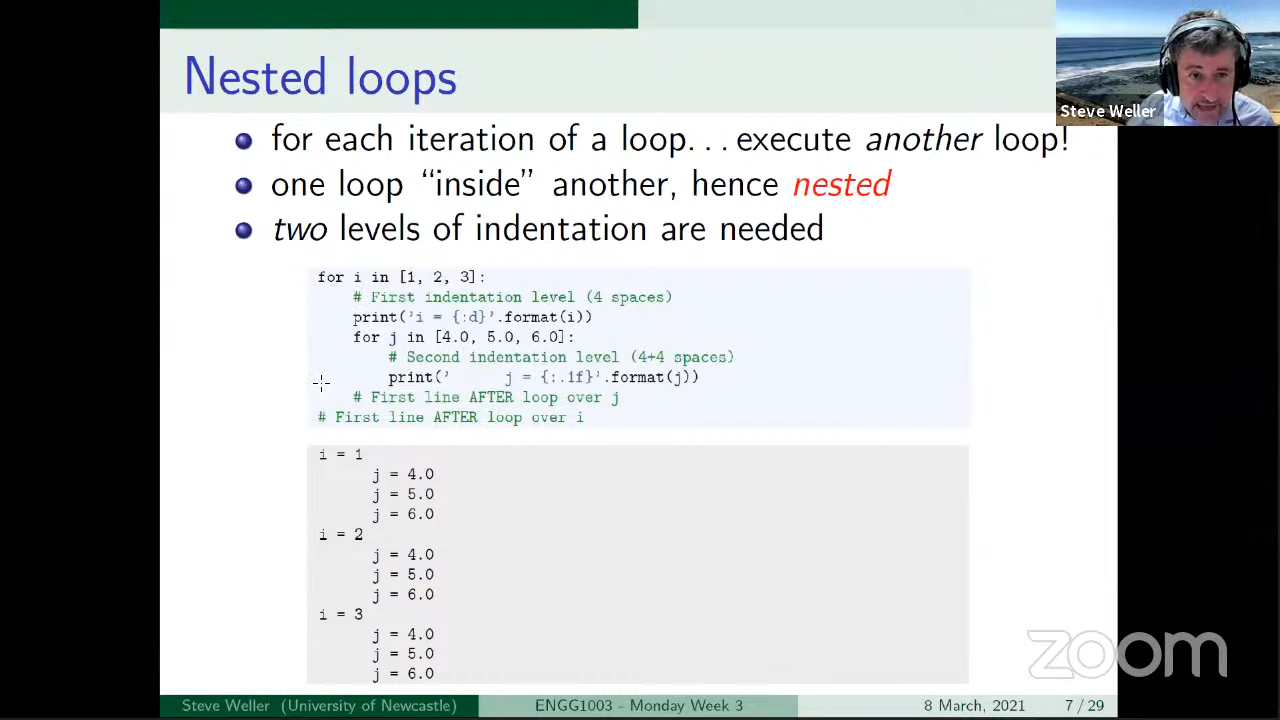 Nested loops
Steve Weller
for each iteration of a loop. . . execute another loop!
one loop “inside” another, hence nested
two levels of indentation are needed
for i in [1, 2, 3]:
    # First indentation level (4 spaces)
    print('i = {:d}'.format(i))
    for j in [4.0, 5.0, 6.0]:
        # Second indentation level (4+4 spaces)
        print('      j = {:.1f}'.format(j))
    # First line AFTER loop over j
# First line AFTER loop over i
i = 1
      j = 4.0
      j = 5.0
      j = 6.0
i = 2
      j = 4.0
      j = 5.0
      j = 6.0
i = 3
      j = 4.0
      j = 5.0
      j = 6.0
zoom
Steve Weller (University of Newcastle) ENGG1003 - Monday Week 3 8 March, 2021 7 / 29